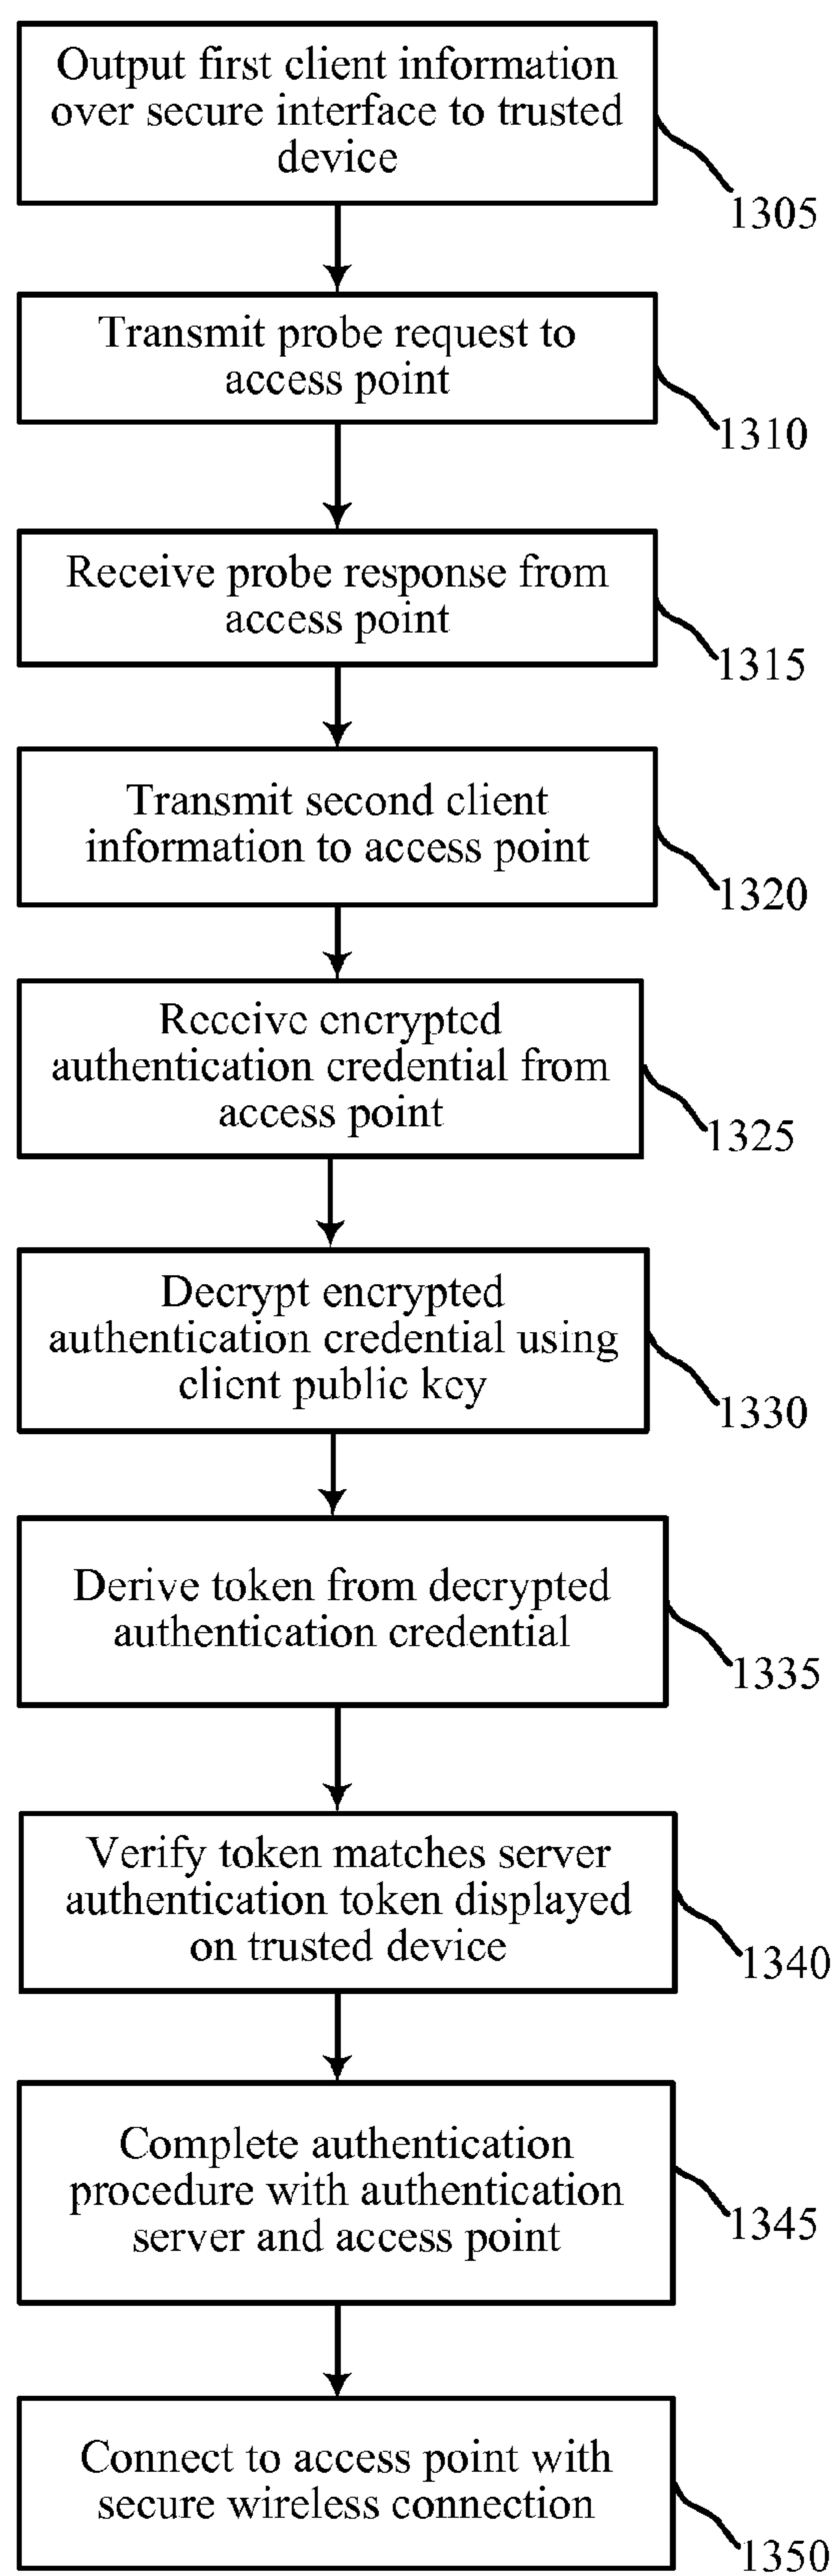 Output first client information
over secure interface to trusted
device
1305
Transmit probe request to
access point
1310
Receive probe response from
access point
1315
Transmit second client
information to access point
1320
Receive encrypted
authentication credential from
access point
1325
Decrypt encrypted
authentication credential using
client public key
1330
Derive token from decrypted
authentication credential
1335
Verify token matches server
authentication token displayed
on trusted device
1340
Complete authentication
procedure with authentication
server and access point
1345
Connect to access point with
secure wireless connection
1350